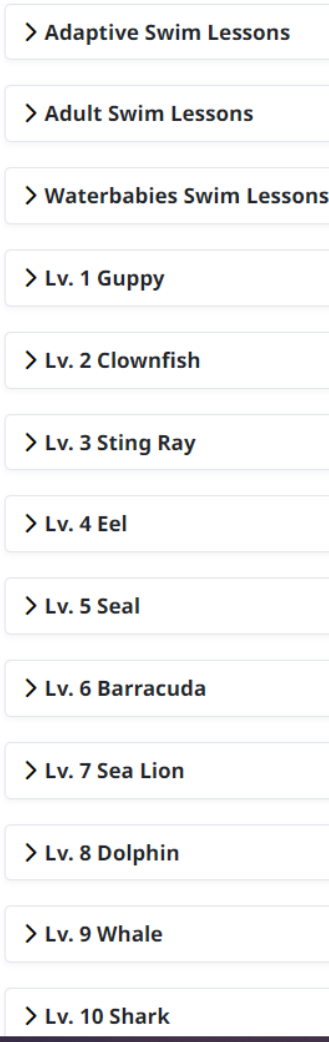 Adaptive Swim Lessons
Adult Swim Lessons
Waterbabies Swim Lessons
Lv. 1 Guppy
Lv. 2 Clownfish
Lv. 3 Sting Ray
Lv. 4 Eel
Lv. 5 Seal
Lv. 6 Barracuda
Lv. 7 Sea Lion
Lv. 8 Dolphin
Lv. 9 Whale
Lv. 10 Shark